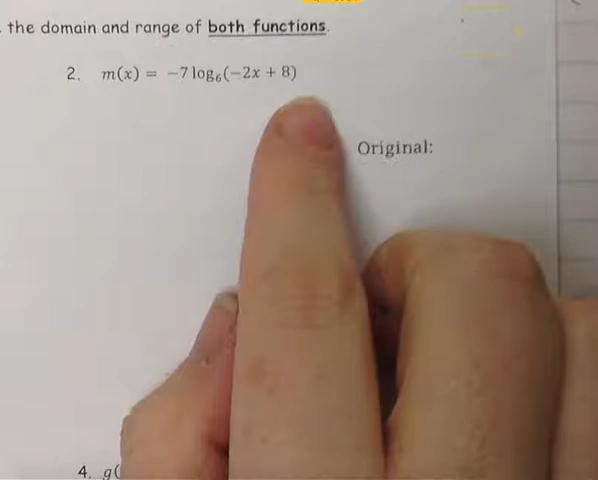 the domain and range of both functions.
2. m(x) = −7 log₆(−2x + 8)
Original:
4. g(